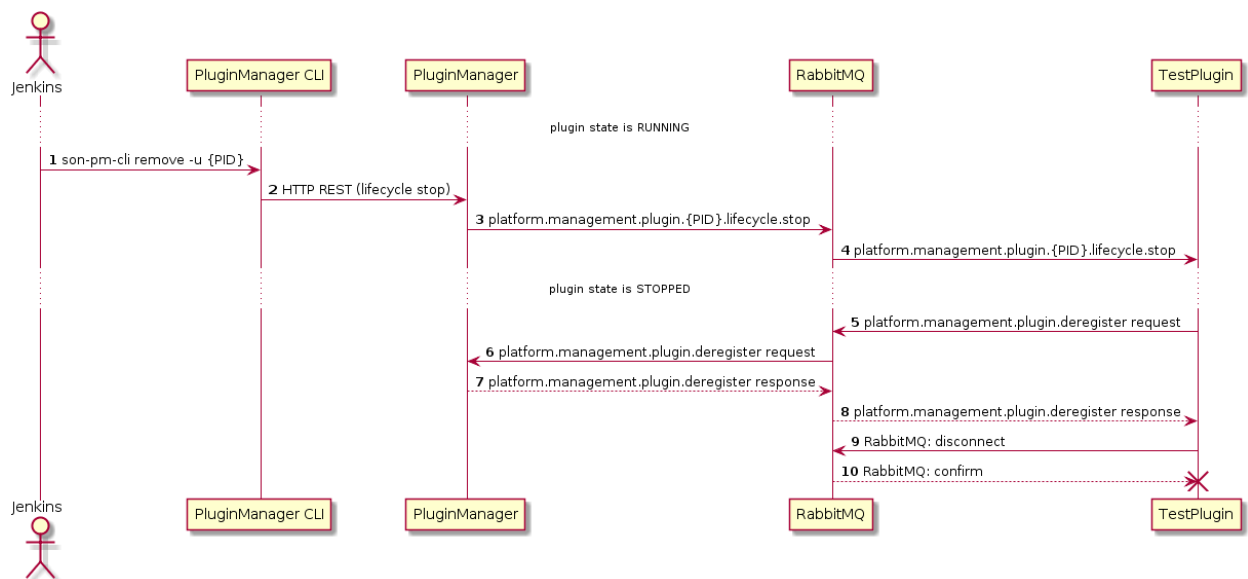 Jenkins
PluginManager CLI
PluginManager
RabbitMQ
TestPlugin
plugin state is RUNNING
1 son-pm-cli remove -u {PID}
2 HTTP REST (lifecycle stop)
3 platform.management.plugin.{PID}.lifecycle.stop
4 platform.management.plugin.{PID}.lifecycle.stop
plugin state is STOPPED
5 platform.management.plugin.deregister request
6 platform.management.plugin.deregister request
7 platform.management.plugin.deregister response
8 platform.management.plugin.deregister response
9 RabbitMQ: disconnect
10 RabbitMQ: confirm
Jenkins
PluginManager CLI
PluginManager
RabbitMQ
TestPlugin